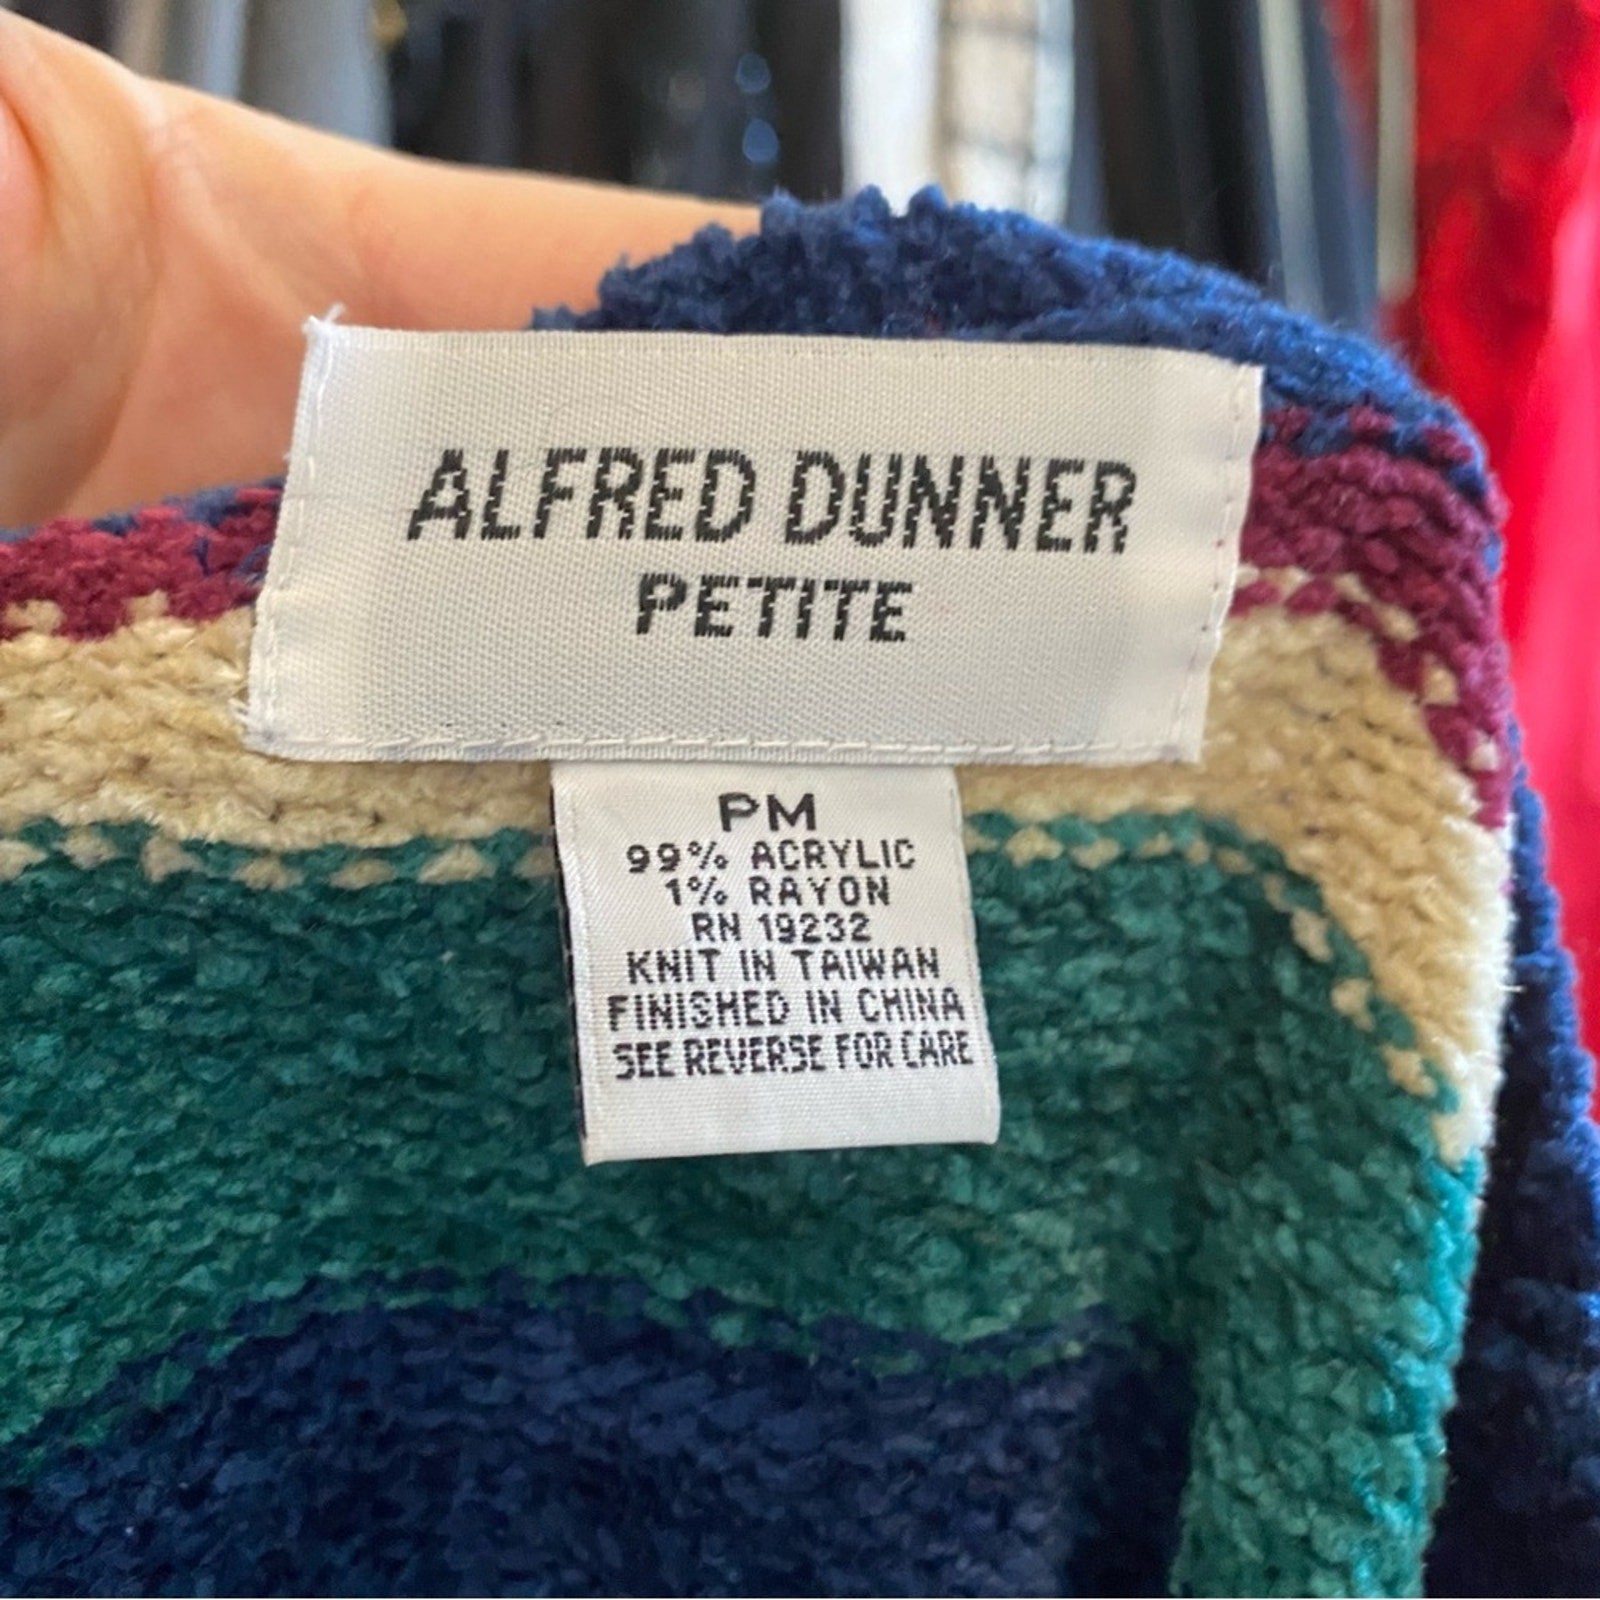 ALFRED DUNNER
PETITE
PM
99% ACRYLIC
1% RAYON
RN 19232
KNIT IN TAIWAN
FINISHED IN CHINA
SEE REVERSE FOR CARE